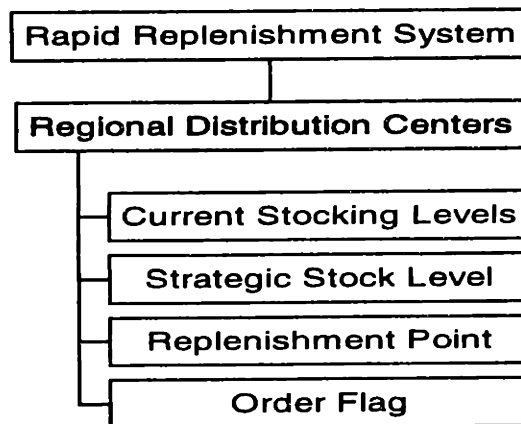 Rapid Replenishment System
Regional Distribution Centers
Current Stocking Levels
Strategic Stock Level
Replenishment Point
Order Flag